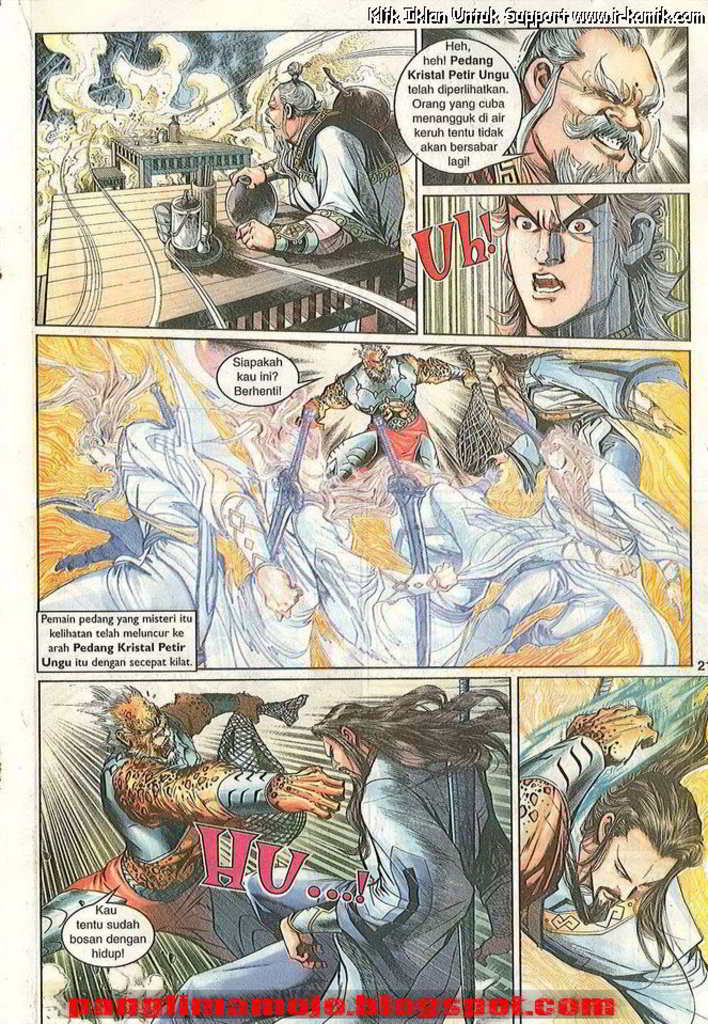 Klik Iklan Untuk Support www.ir-komik.com
Heh,
heh! Pedang
Kristal Petir Ungu
telah diperlihatkan.
Orang yang cuba
menangguk di air
keruh tentu tidak
akan bersabar
lagi!
Uh!
Siapakah
kau ini?
Berhenti!
Pemain pedang yang misteri itu
kelihatan telah meluncur ke
arah Pedang Kristal Petir
Ungu itu dengan secepat kilat.
HU...!
Kau
tentu sudah
bosan dengan
hidup!
panglimamojo.blogspot.com